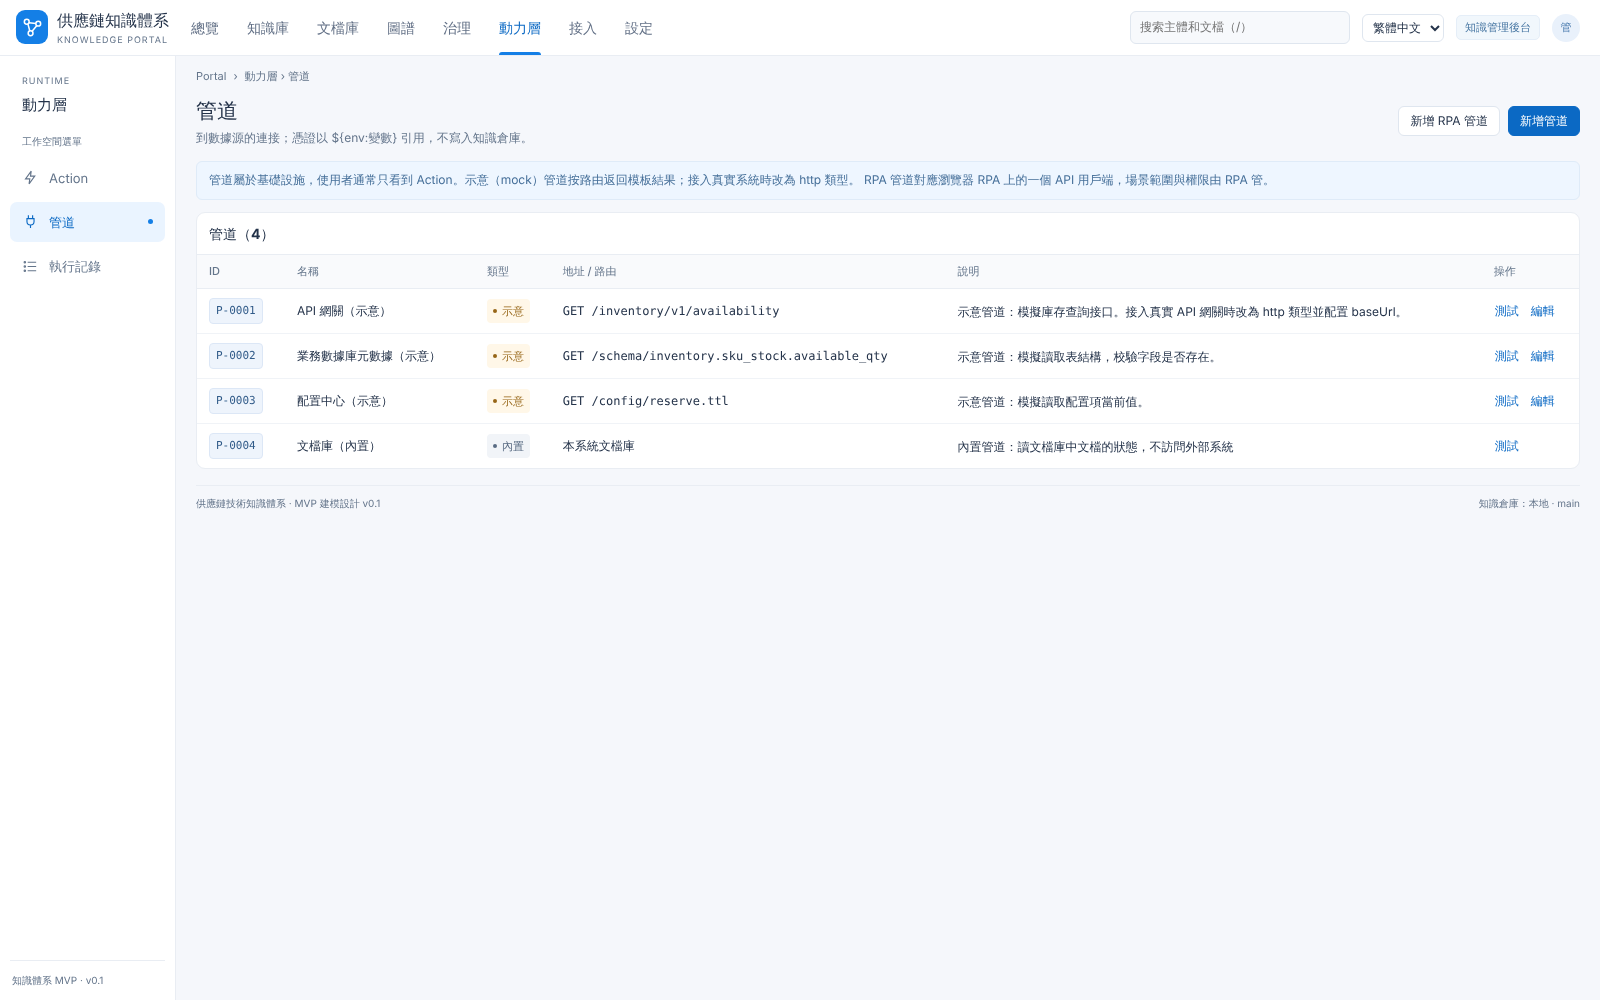 供應鏈知識體系
KNOWLEDGE PORTAL
總覽 知識庫 文檔庫 圖譜 治理 動力層 接入 設定
搜索主體和文檔（/）
繁體中文
知識管理後台
管
RUNTIME
動力層
工作空間選單
Action
管道
執行記錄
知識體系 MVP · v0.1
Portal › 動力層 › 管道
管道
到數據源的連接；憑證以 ${env:變數} 引用，不寫入知識倉庫。
新增 RPA 管道
新增管道
管道屬於基礎設施，使用者通常只看到 Action。示意（mock）管道按路由返回模板結果；接入真實系統時改為 http 類型。 RPA 管道對應瀏覽器 RPA 上的一個 API 用戶端，場景範圍與權限由 RPA 管。
管道（4）
ID 名稱 類型 地址 / 路由 說明 操作
P-0001 API 網關（示意） 示意 GET /inventory/v1/availability 示意管道：模擬庫存查詢接口。接入真實 API 網關時改為 http 類型並配置 baseUrl。 測試 編輯
P-0002 業務數據庫元數據（示意） 示意 GET /schema/inventory.sku_stock.available_qty 示意管道：模擬讀取表結構，校驗字段是否存在。 測試 編輯
P-0003 配置中心（示意） 示意 GET /config/reserve.ttl 示意管道：模擬讀取配置項當前值。 測試 編輯
P-0004 文檔庫（內置） 內置 本系統文檔庫 內置管道：讀文檔庫中文檔的狀態，不訪問外部系統 測試
供應鏈技術知識體系 · MVP 建模設計 v0.1
知識倉庫：本地 · main